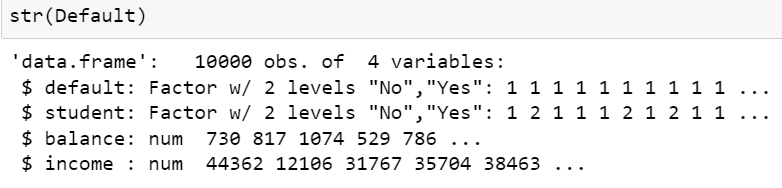 str(Default)
'data.frame':   10000 obs. of  4 variables:
 $ default: Factor w/ 2 levels "No","Yes": 1 1 1 1 1 1 1 1 1 1 ...
 $ student: Factor w/ 2 levels "No","Yes": 1 2 1 1 1 2 1 2 1 1 ...
 $ balance: num  730 817 1074 529 786 ...
 $ income : num  44362 12106 31767 35704 38463 ...